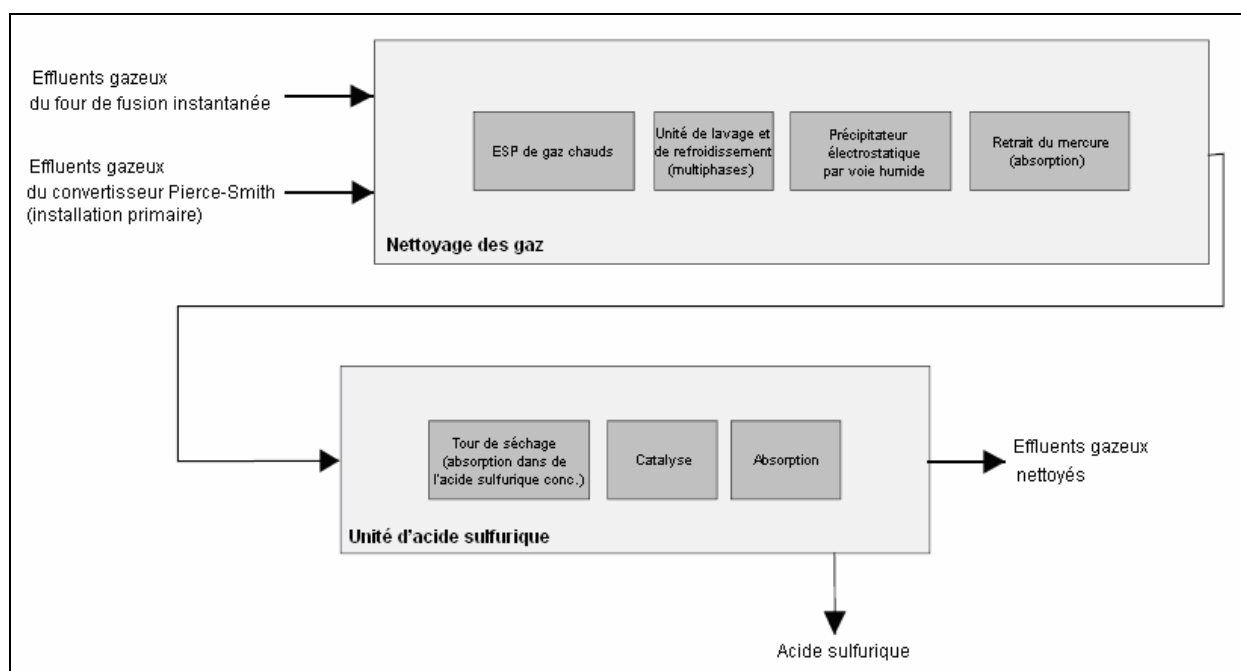 Effluents gazeux
du four de fusion instantanée
Effluents gazeux
du convertisseur Pierce-Smith
(installation primaire)
ESP de gaz chauds
Unité de lavage et
de refroidissement
(multiphases)
Précipitateur
électrostatique
par voie humide
Retrait du mercure
(absorption)
Nettoyage des gaz
Tour de séchage
(absorption dans de
l'acide sulfurique conc.)
Catalyse
Absorption
Unité d'acide sulfurique
Effluents gazeux
nettoyés
Acide sulfurique